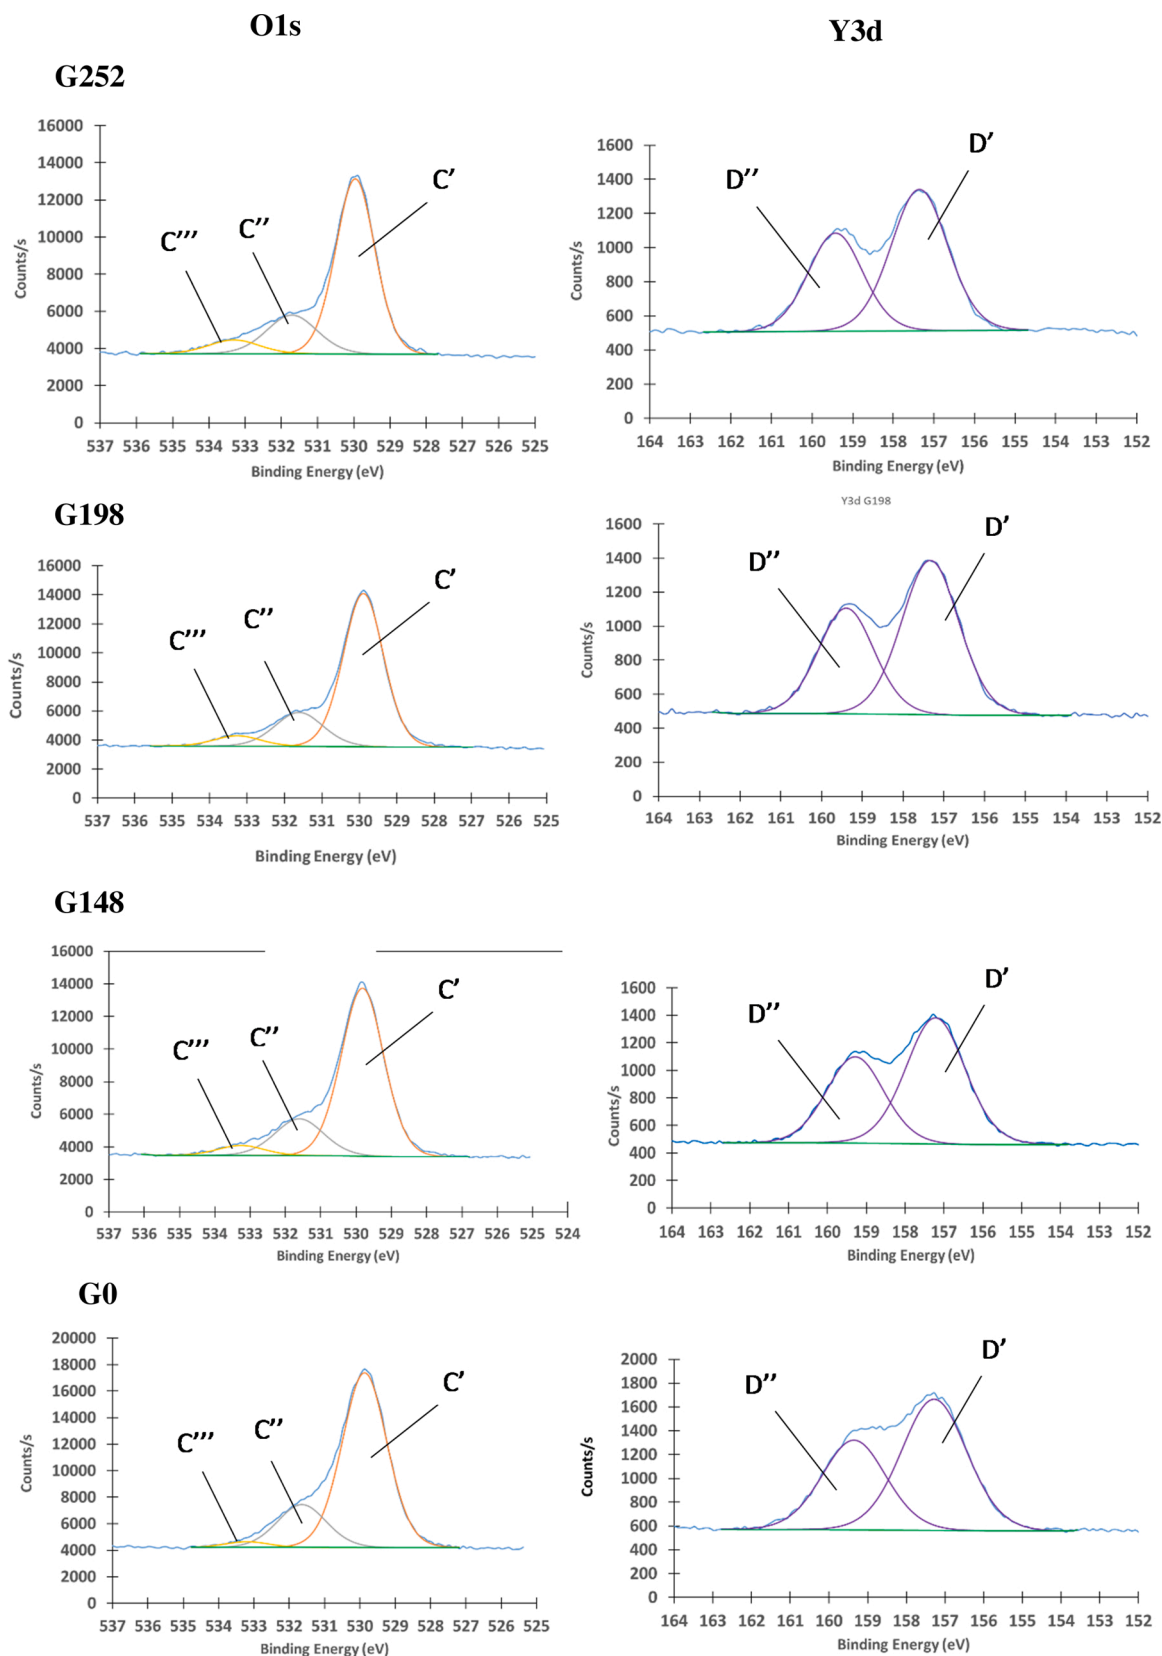 O1s
Y3d
G252
16000
14000
12000
10000
8000
6000
4000
2000
0
Counts/s
C'''
C''
C'
537 536 535 534 533 532 531 530 529 528 527 526 525
Binding Energy (eV)
1600
1400
1200
1000
800
600
400
200
0
Counts/s
D''
D'
164 163 162 161 160 159 158 157 156 155 154 153 152
Binding Energy (eV)
G198
16000
14000
12000
10000
8000
6000
4000
2000
0
Counts/s
C'''
C''
C'
537 536 535 534 533 532 531 530 529 528 527 526 525
Binding Energy (eV)
Y3d G198
1600
1400
1200
1000
800
600
400
200
0
Counts/s
D''
D'
164 163 162 161 160 159 158 157 156 155 154 153 152
Binding Energy (eV)
G148
16000
14000
12000
10000
8000
6000
4000
2000
0
Counts/s
C'''
C''
C'
537 536 535 534 533 532 531 530 529 528 527 526 525 524
Binding Energy (eV)
1600
1400
1200
1000
800
600
400
200
0
Counts/s
D''
D'
164 163 162 161 160 159 158 157 156 155 154 153 152
Binding Energy (eV)
G0
20000
18000
16000
14000
12000
10000
8000
6000
4000
2000
0
Counts/s
C'''
C''
C'
537 536 535 534 533 532 531 530 529 528 527 526 525
Binding Energy (eV)
2000
1800
1600
1400
1200
1000
800
600
400
200
0
Counts/s
D''
D'
164 163 162 161 160 159 158 157 156 155 154 153 152
Binding Energy (eV)